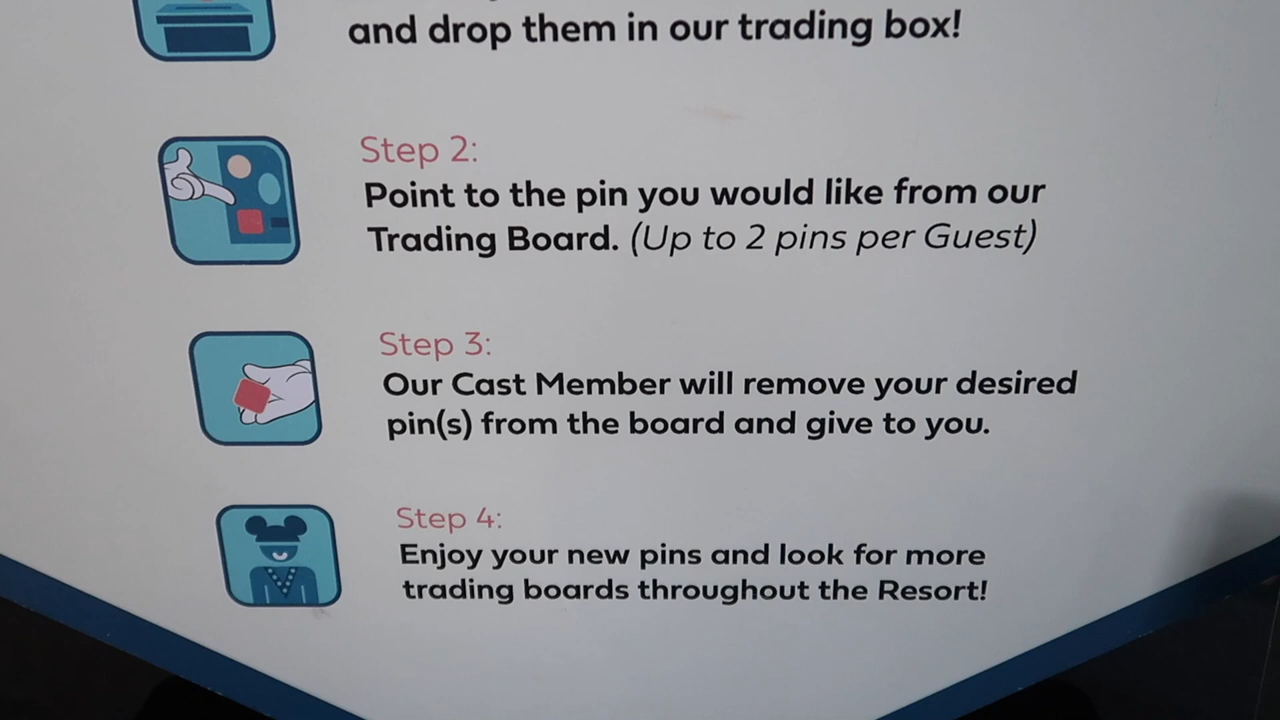 and drop them in our trading box!
Step 2:
Point to the pin you would like from our
Trading Board. (Up to 2 pins per Guest)
Step 3:
Our Cast Member will remove your desired
pin(s) from the board and give to you.
Step 4:
Enjoy your new pins and look for more
trading boards throughout the Resort!